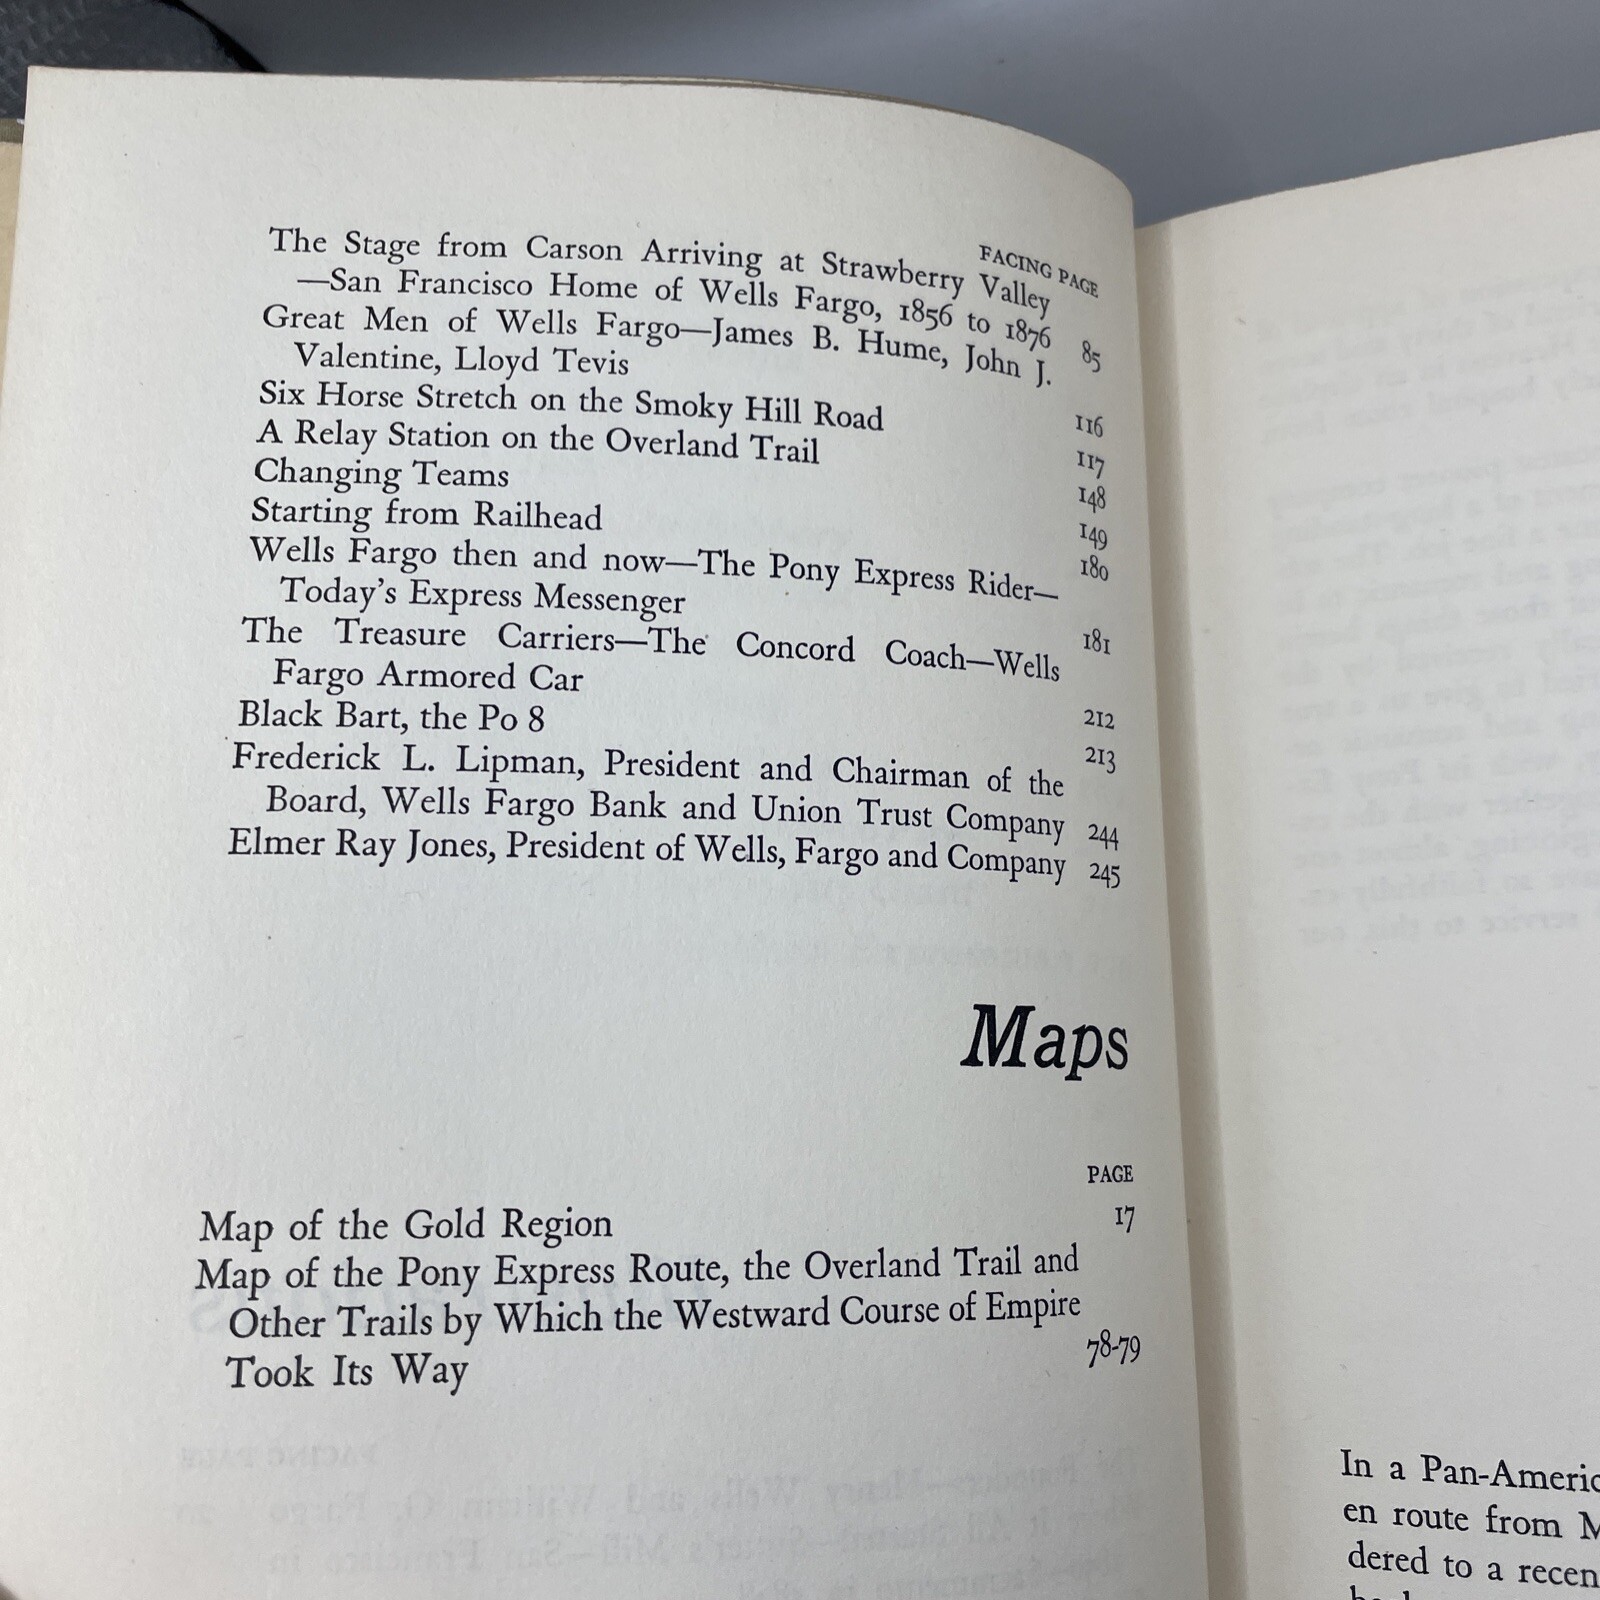 FACING PAGE
The Stage from Carson Arriving at Strawberry Valley
—San Francisco Home of Wells Fargo, 1856 to 1876 85
Great Men of Wells Fargo—James B. Hume, John J.
Valentine, Lloyd Tevis 116
Six Horse Stretch on the Smoky Hill Road 117
A Relay Station on the Overland Trail 148
Changing Teams 149
Starting from Railhead 180
Wells Fargo then and now—The Pony Express Rider—
Today's Express Messenger 181
The Treasure Carriers—The Concord Coach—Wells
Fargo Armored Car 212
Black Bart, the Po 8 213
Frederick L. Lipman, President and Chairman of the
Board, Wells Fargo Bank and Union Trust Company 244
Elmer Ray Jones, President of Wells, Fargo and Company 245
Maps
PAGE
Map of the Gold Region 17
Map of the Pony Express Route, the Overland Trail and
Other Trails by Which the Westward Course of Empire
Took Its Way 78-79
In a Pan-Americ
en route from M
dered to a recen